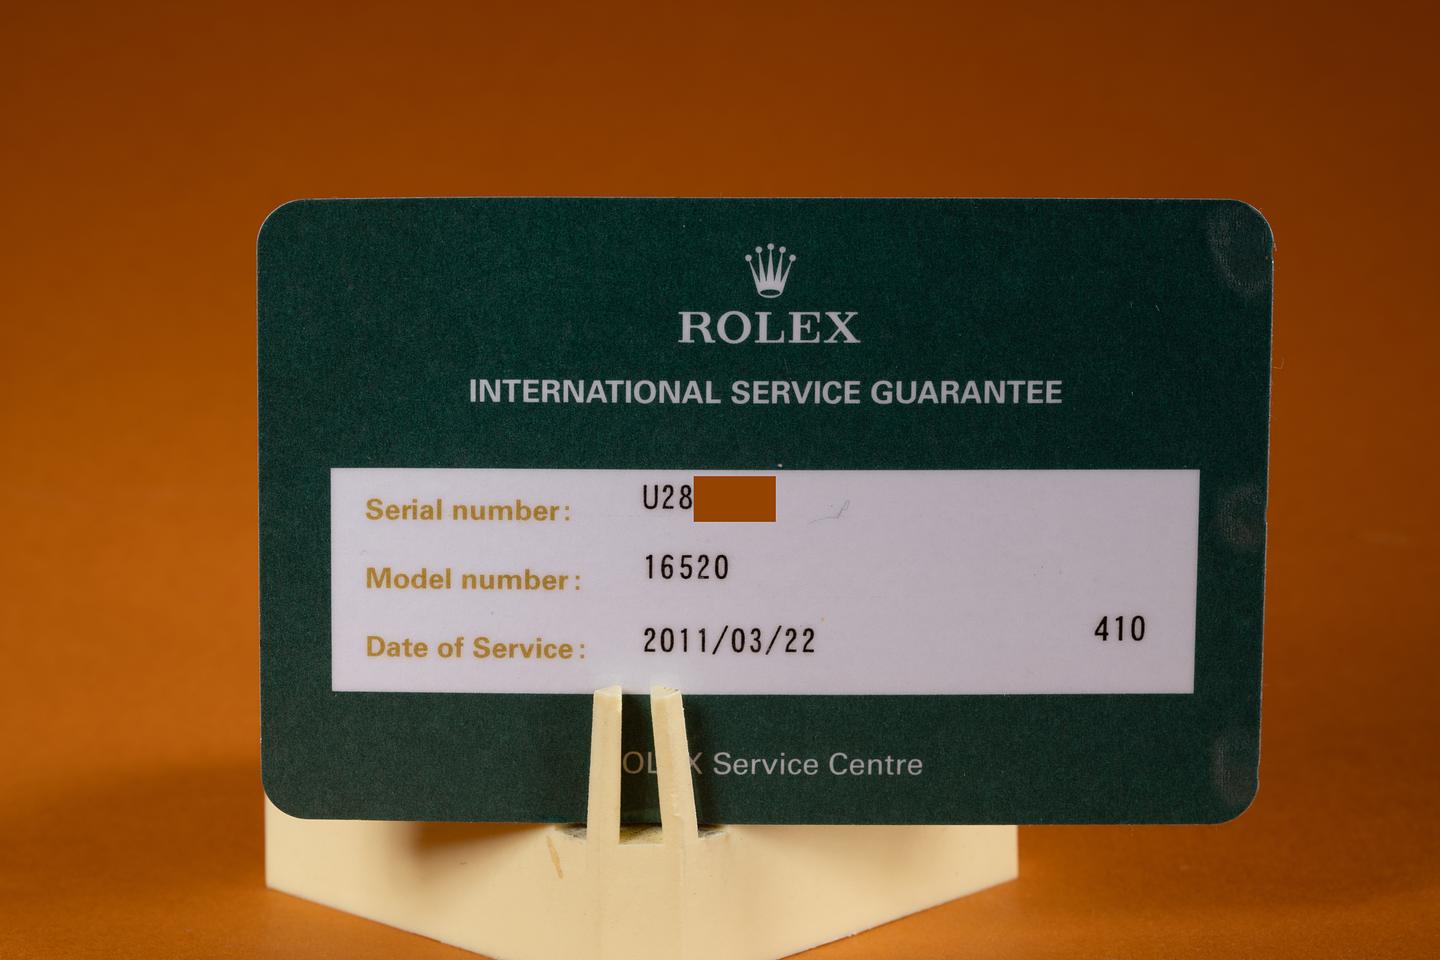 ROLEX
INTERNATIONAL SERVICE GUARANTEE
Serial number: U28
Model number: 16520
Date of Service: 2011/03/22 410
Service Centre